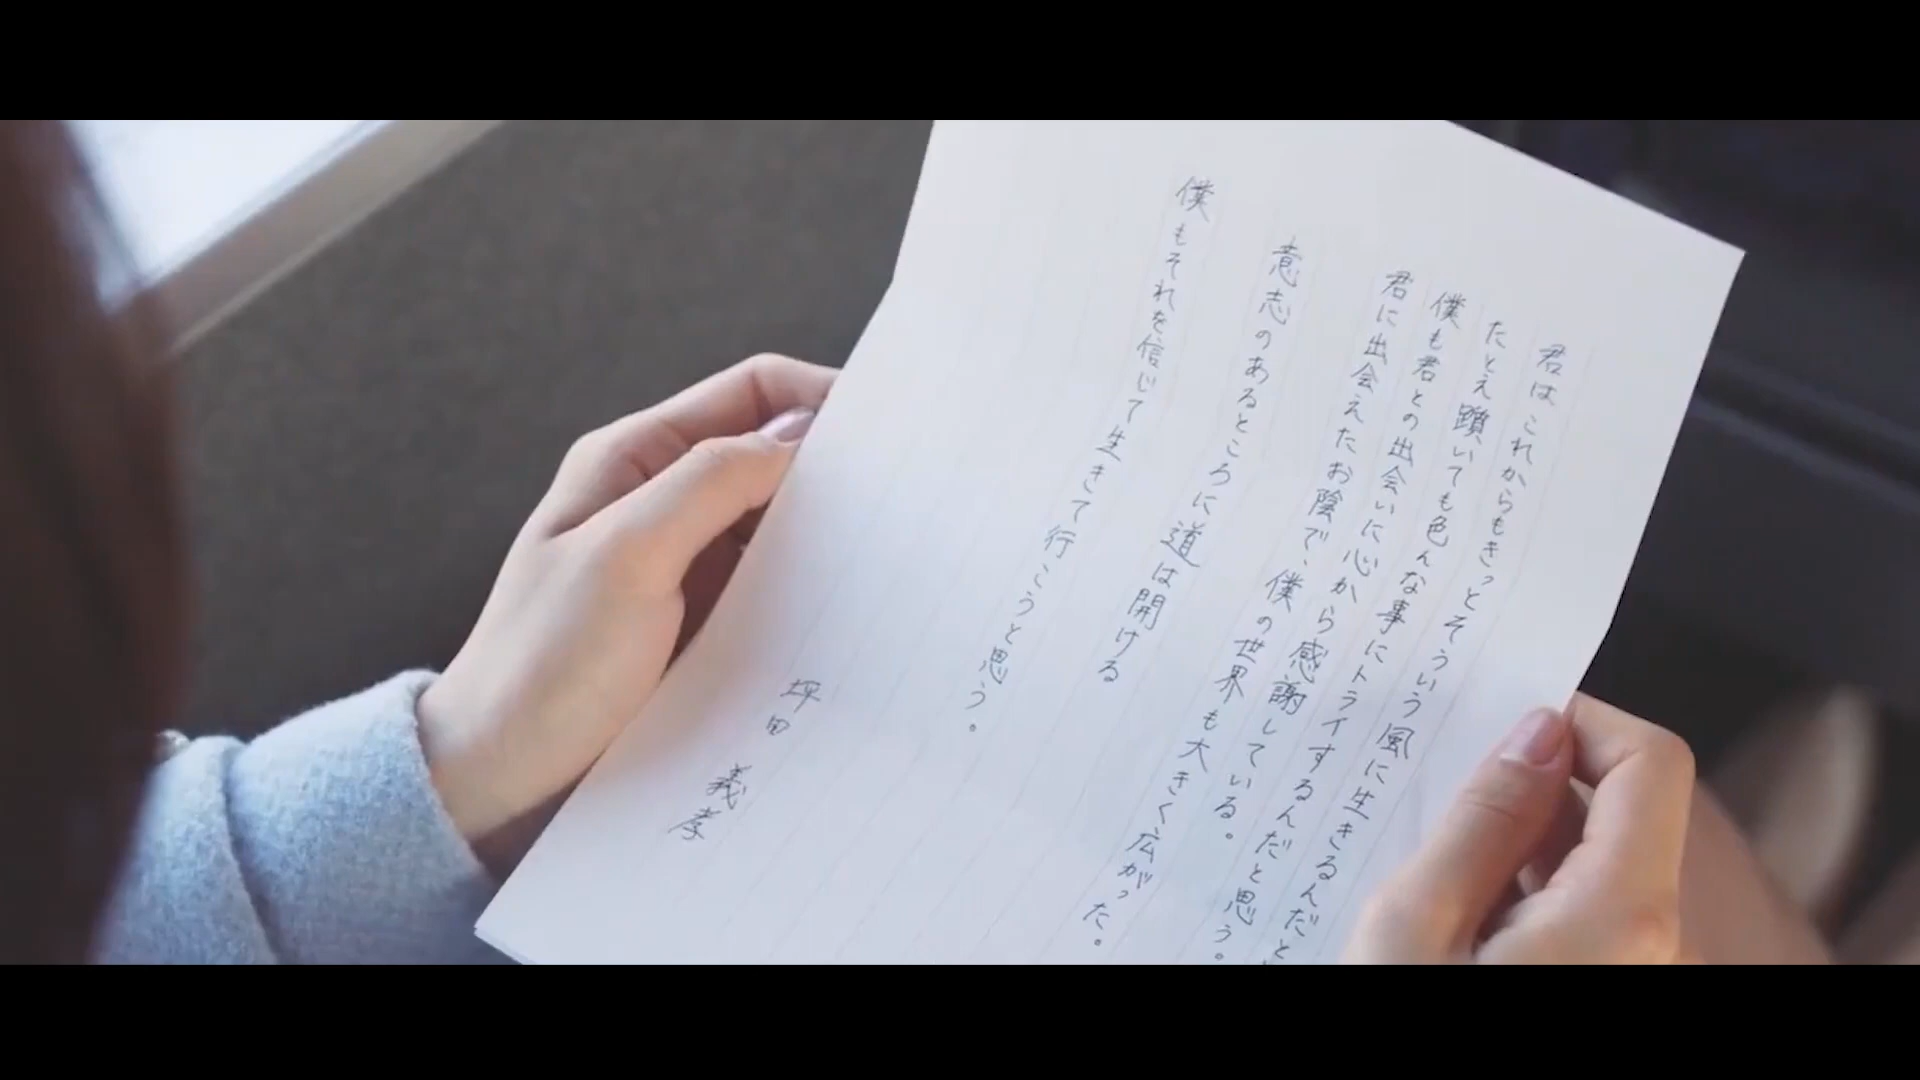 君はこれからもきっとそういう風に生きるんだと
たとえ躓いても色んな事にトライするんだと思う。
僕も君との出会いに心から感謝している。
君に出会えたお陰で、僕の世界も大きく広がった。
意志のあるところに道は開ける
僕もそれを信じて生きて行こうと思う。
坪田 義孝